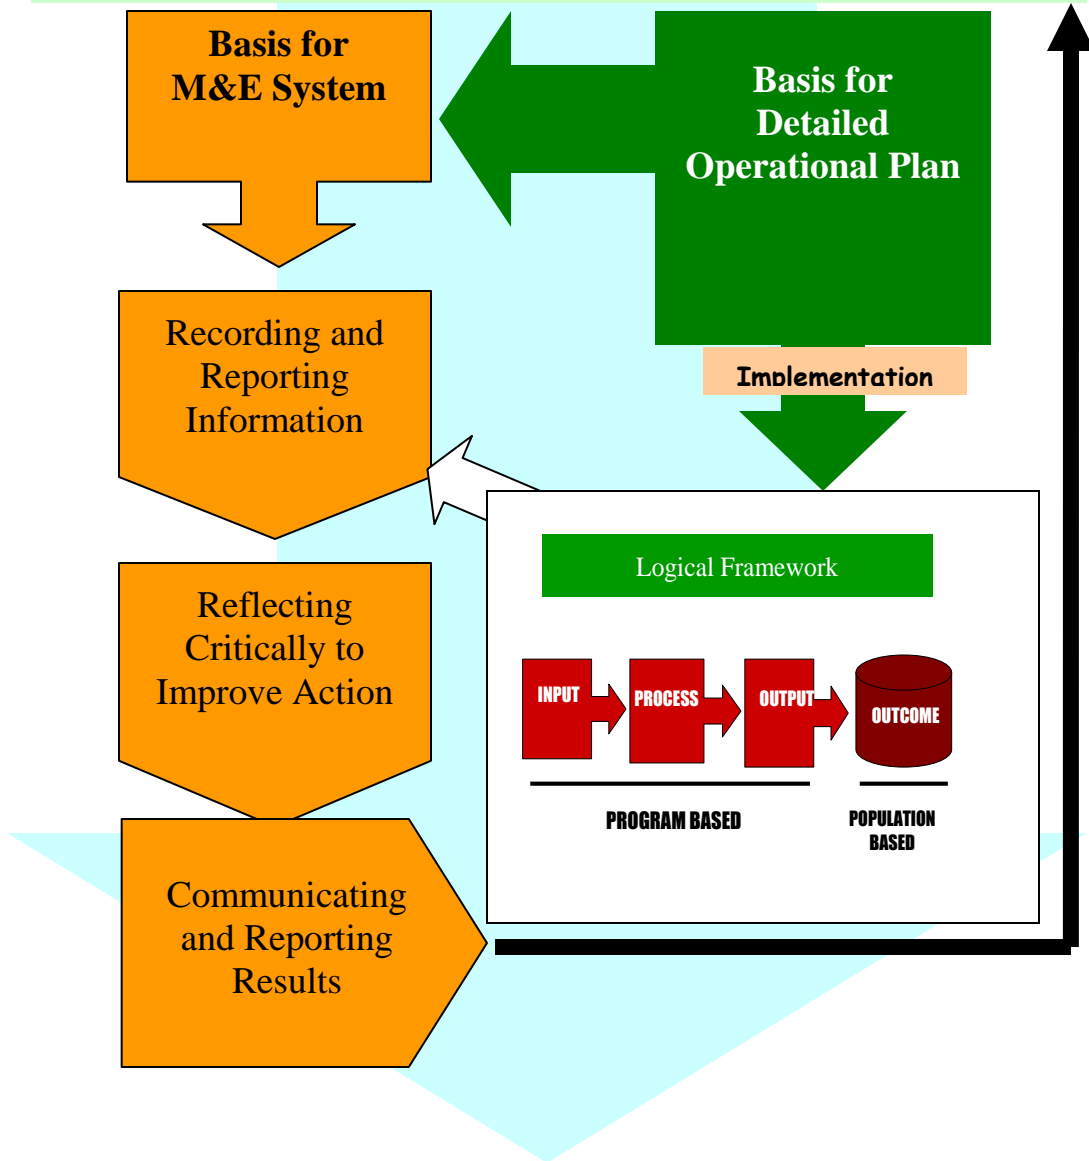 Basis for
M&E System
Basis for
Detailed
Operational Plan
Recording and
Reporting
Information
Implementation
Logical Framework
Reflecting
Critically to
Improve Action
INPUT
PROCESS
OUTPUT
OUTCOME
PROGRAM BASED
POPULATION
BASED
Communicating
and Reporting
Results